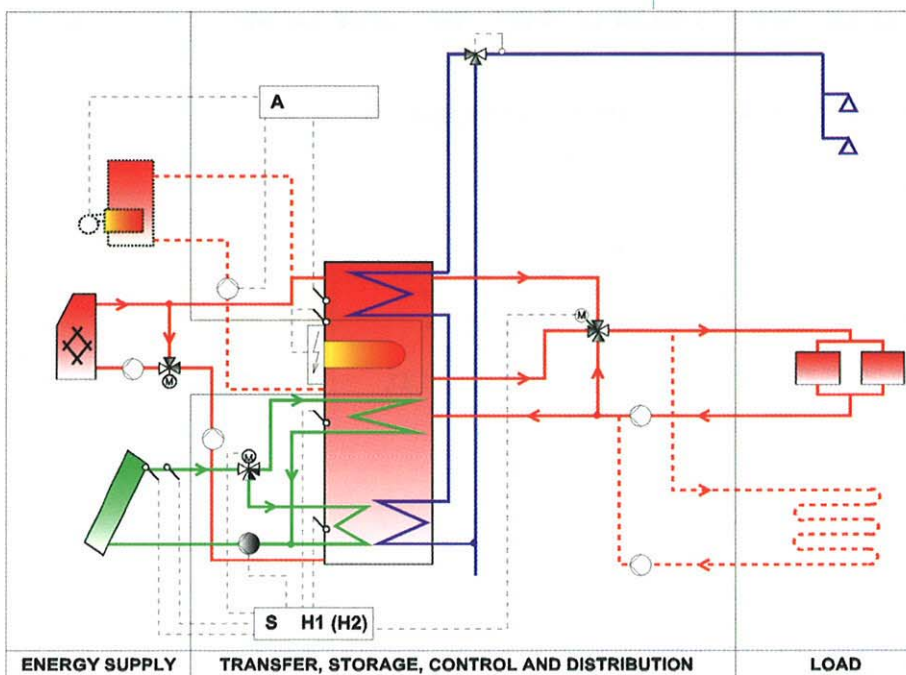 A
M
M
M
S H1 (H2)
ENERGY SUPPLY
TRANSFER, STORAGE, CONTROL AND DISTRIBUTION
LOAD